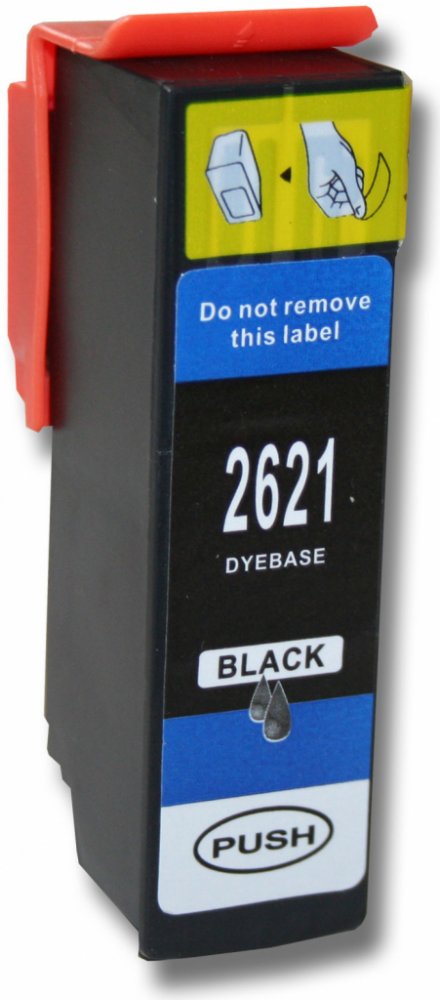 Do not remove
this label
2621
DYEBASE
BLACK
PUSH